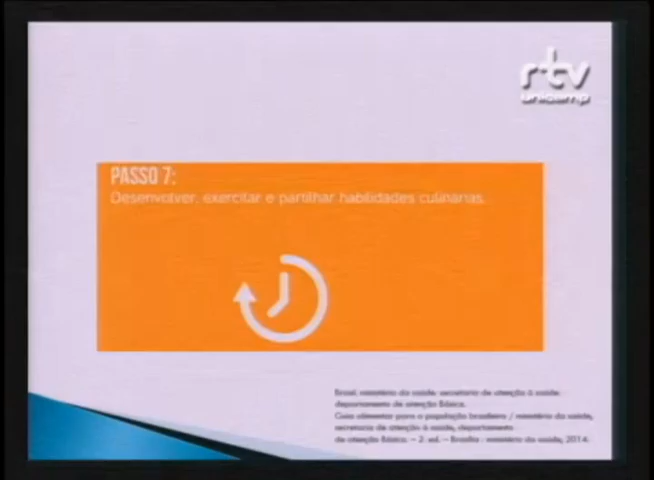 rtv
unicamp
PASSO 7:
Desenvolver, exercitar e partilhar habilidades culinárias.
Brasil. ministério da saúde. secretaria de atenção à saúde.
departamento de atenção Básica.
Guia alimentar para a população brasileira / ministério da saúde,
secretaria de atenção à saúde, departamento
de atenção Básica. – 2. ed. – Brasília : ministério da saúde, 2014.